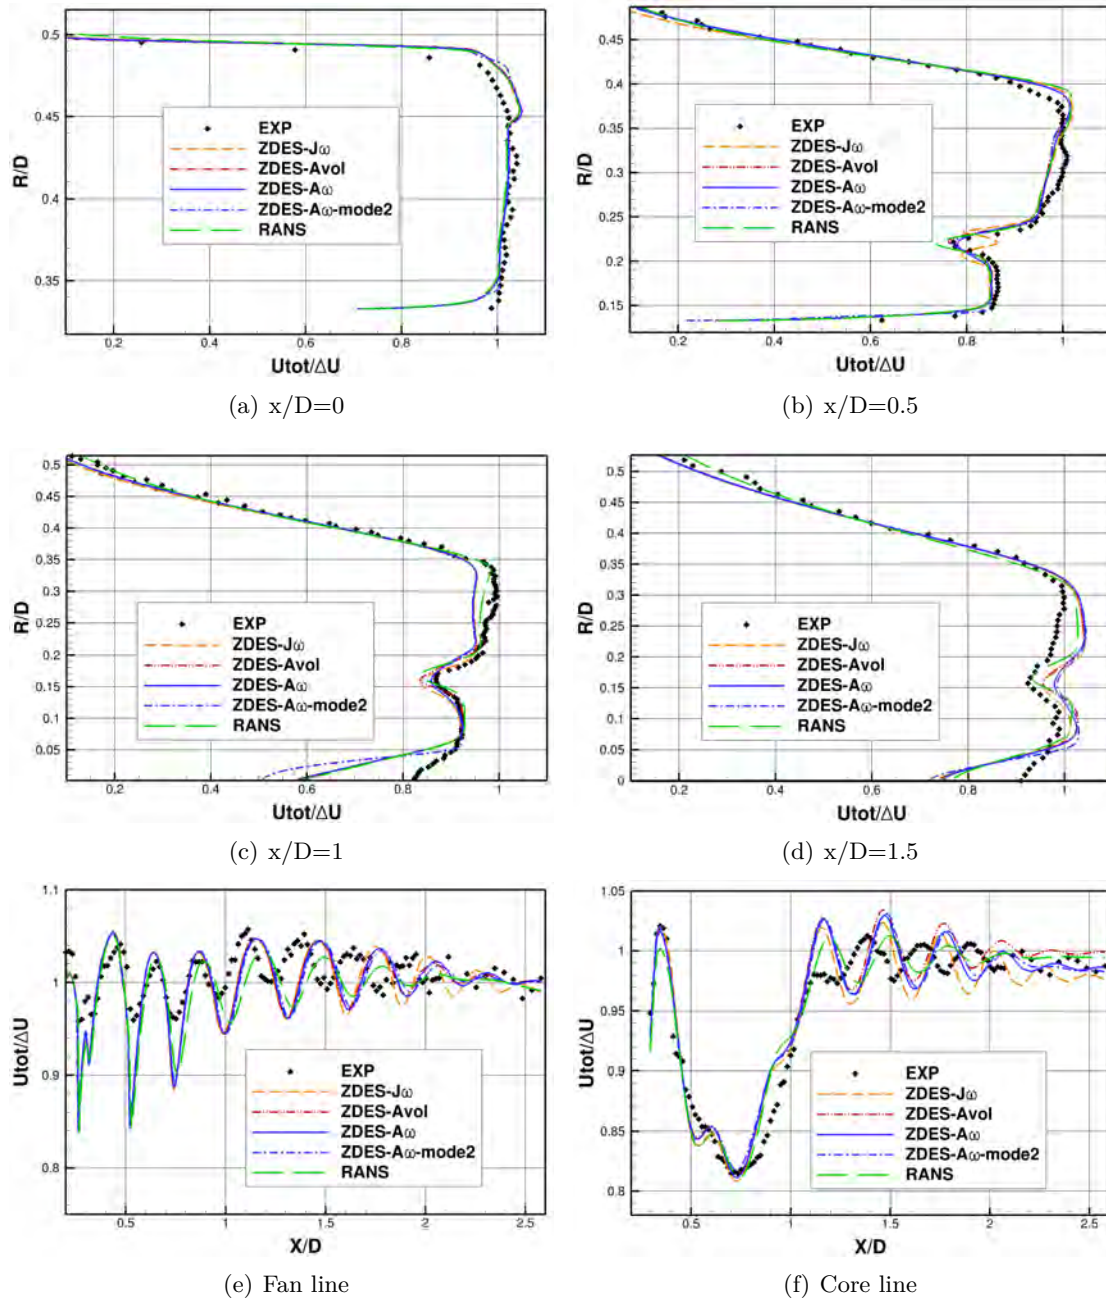 0.5
0.45
0.4
0.35
R/D
EXP
ZDES-Jω
ZDES-Avol
ZDES-Aω
ZDES-Aω-mode2
RANS
0.2 0.4 0.6 0.8 1
Utot/ΔU
(a) x/D=0
0.45
0.4
0.35
0.3
0.25
0.2
0.15
R/D
EXP
ZDES-Jω
ZDES-Avol
ZDES-Aω
ZDES-Aω-mode2
RANS
0.2 0.4 0.6 0.8 1
Utot/ΔU
(b) x/D=0.5
0.5
0.45
0.4
0.35
0.3
0.25
0.2
0.15
0.1
0.05
R/D
EXP
ZDES-Jω
ZDES-Avol
ZDES-Aω
ZDES-Aω-mode2
RANS
0.2 0.4 0.6 0.8 1
Utot/ΔU
(c) x/D=1
0.5
0.45
0.4
0.35
0.3
0.25
0.2
0.15
0.1
0.05
0
R/D
EXP
ZDES-Jω
ZDES-Avol
ZDES-Aω
ZDES-Aω-mode2
RANS
0.2 0.4 0.6 0.8 1
Utot/ΔU
(d) x/D=1.5
1.1
1
0.9
0.8
Utot/ΔU
EXP
ZDES-Jω
ZDES-Avol
ZDES-Aω
ZDES-Aω-mode2
RANS
0.5 1 1.5 2 2.5
X/D
(e) Fan line
1.05
1
0.95
0.9
0.85
0.8
Utot/ΔU
EXP
ZDES-Jω
ZDES-Avol
ZDES-Aω
ZDES-Aω-mode2
RANS
0.5 1 1.5 2 2.5
X/D
(f) Core line